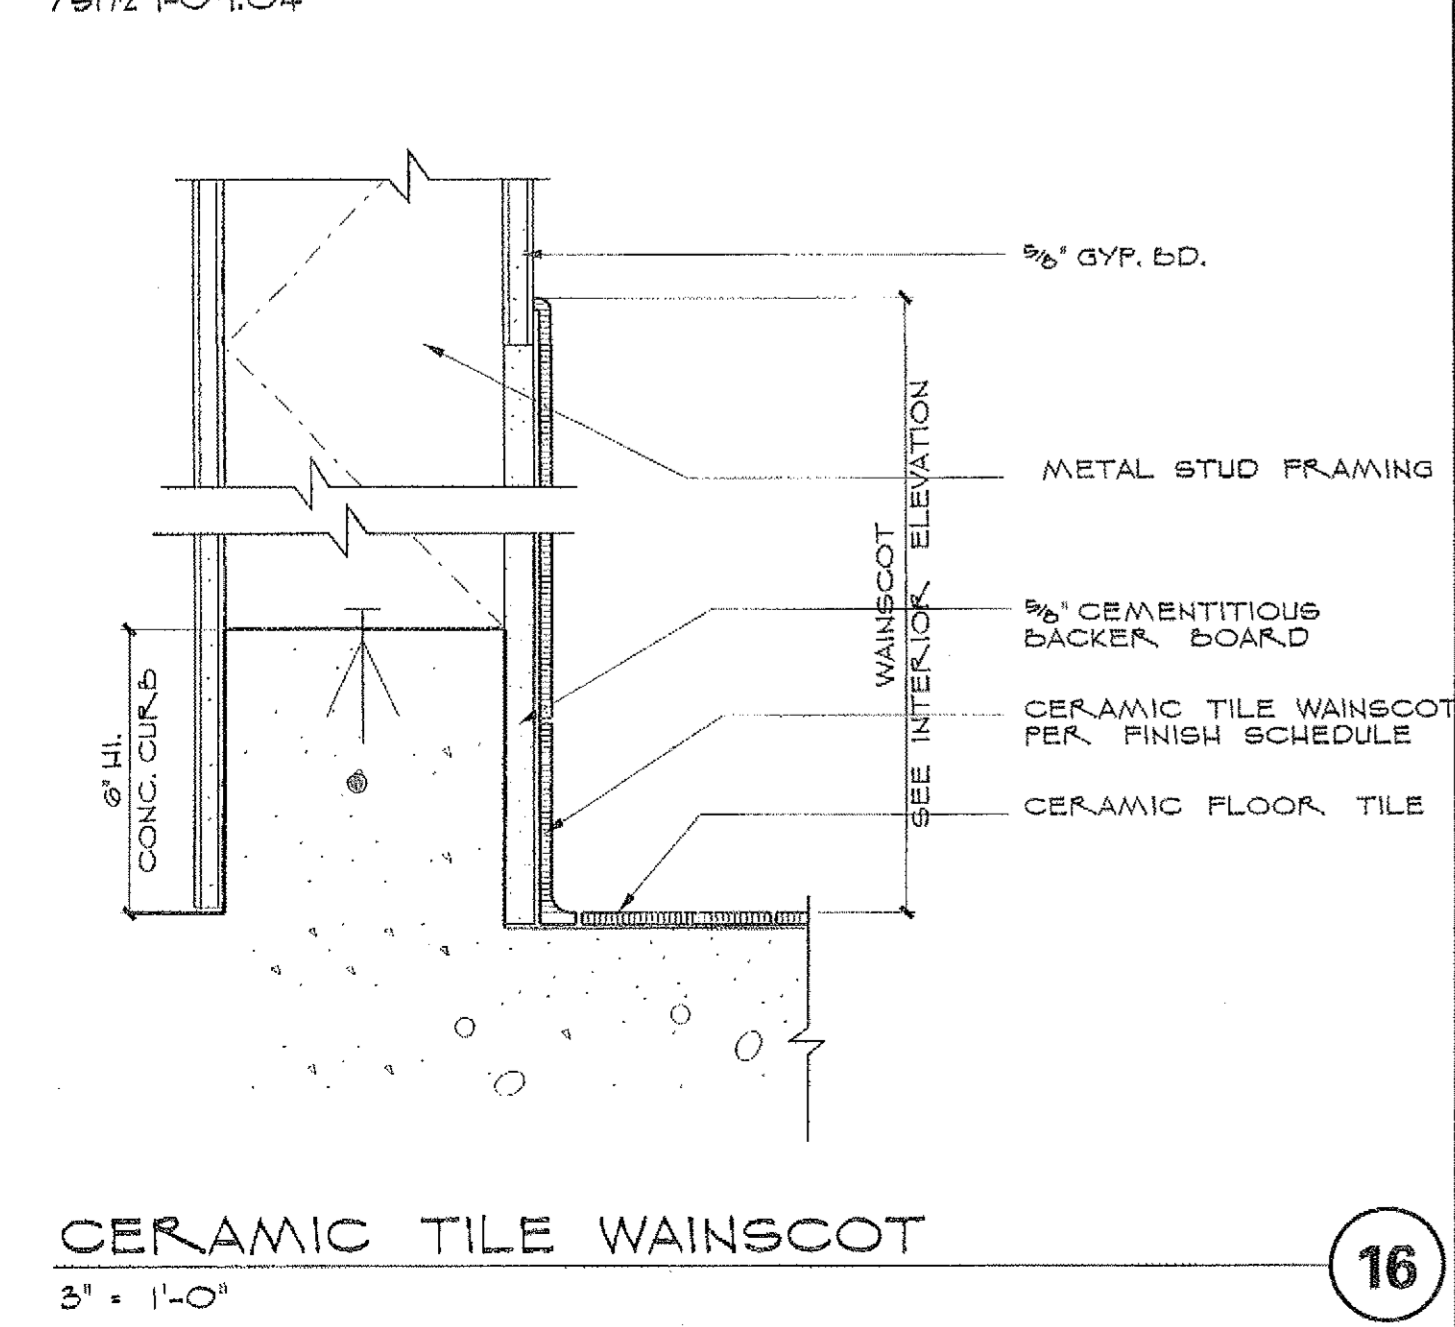 5/8" GYP. BD.
METAL STUD FRAMING
WAINSCOT
SEE INTERIOR ELEVATION
5/8" CEMENTITIOUS
BACKER BOARD
6" HI.
CONC. CURB
CERAMIC TILE WAINSCOT
PER FINISH SCHEDULE
CERAMIC FLOOR TILE
CERAMIC TILE WAINSCOT
16
3" = 1'-0"